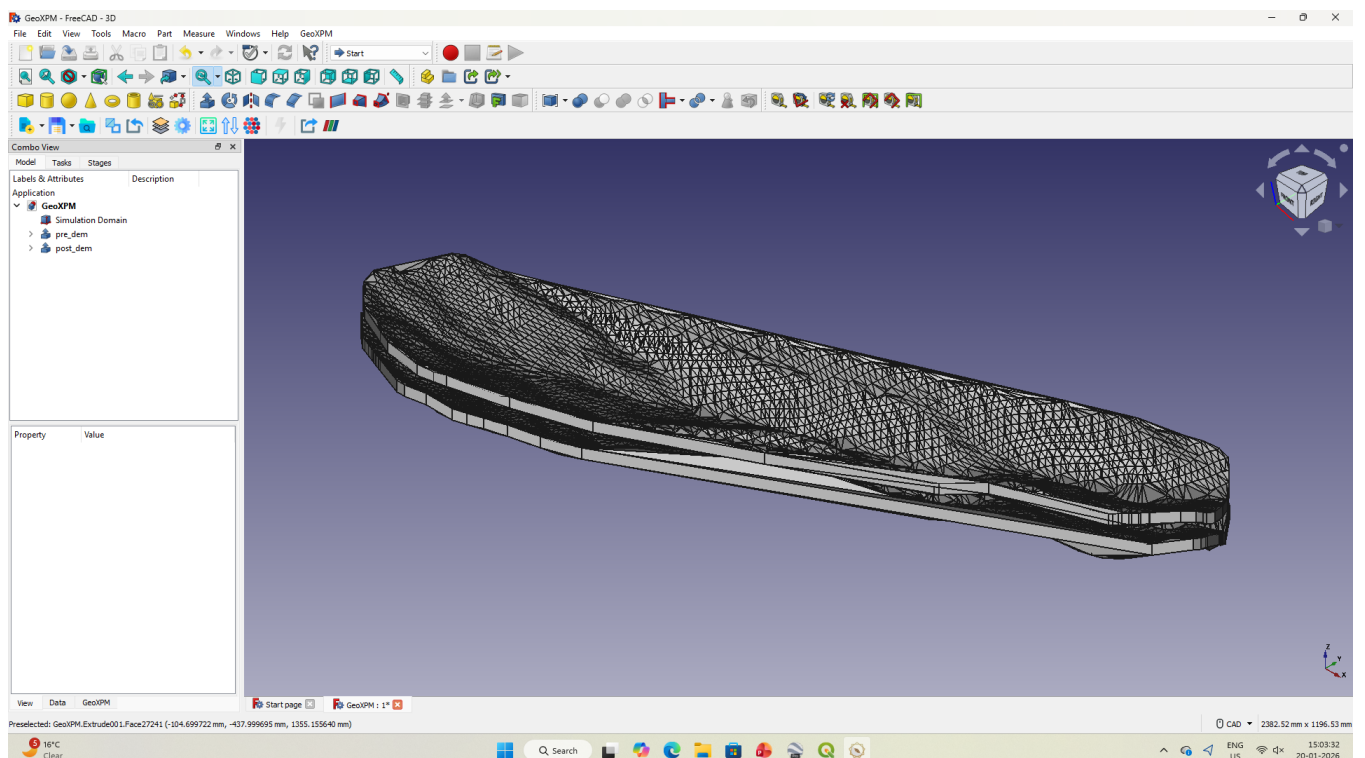 GeoXPM - FreeCAD - 3D
File Edit View Tools Macro Part Measure Windows Help GeoXPM
Start
Combo View
Model Tasks Stages
Labels & Attributes Description
Application
GeoXPM
Simulation Domain
pre_dem
post_dem
Property Value
Z
Y
X
View Data GeoXPM
Start page GeoXPM : 1*
Preselected: GeoXPM.Extrude001.Face27241 (-104.699722 mm, -437.999695 mm, 1355.155640 mm)
CAD 2382.52 mm x 1196.53 mm
5
16°C
Clear
Search
ENG
US
15:03:32
20-01-2026